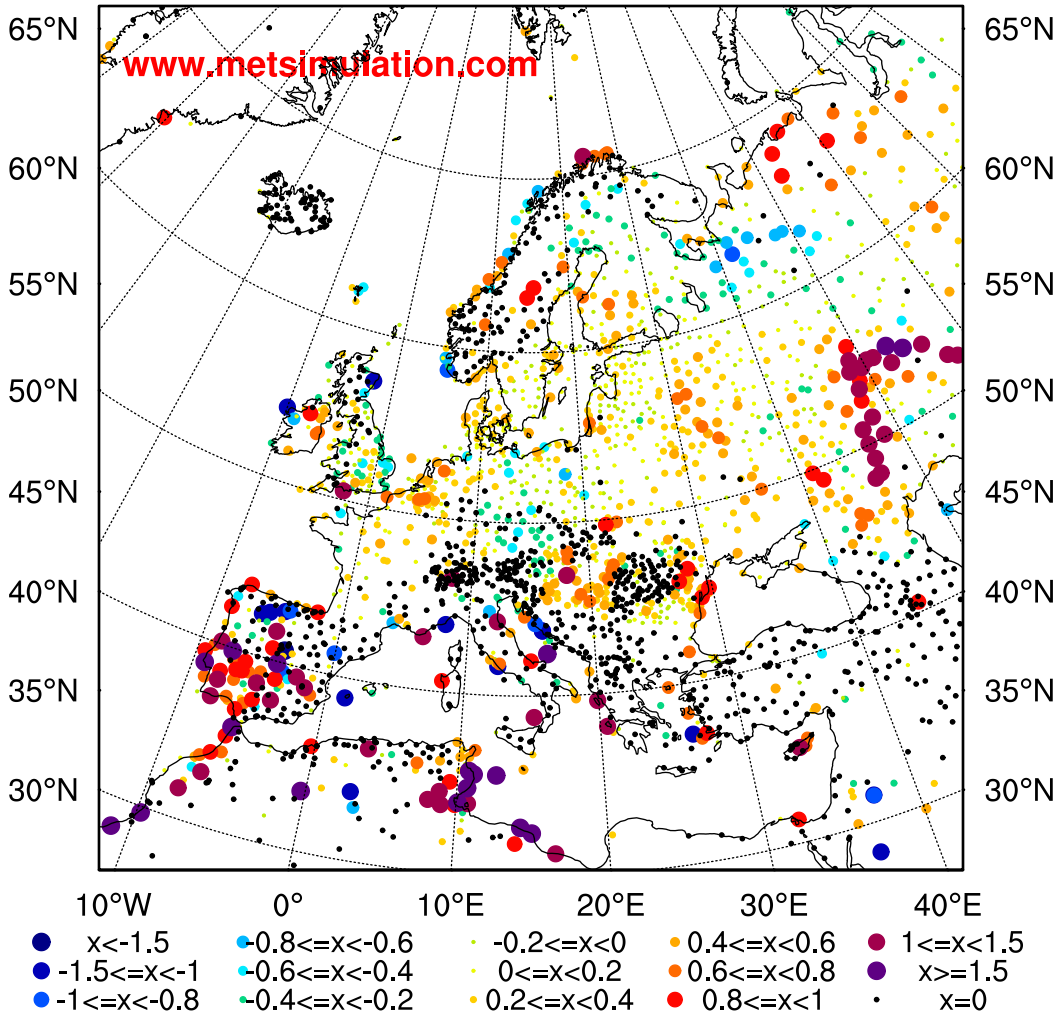 65°N 65°N
www.metsimulation.com
60°N 60°N
55°N 55°N
50°N 50°N
45°N 45°N
40°N 40°N
35°N 35°N
30°N 30°N
10°W 0° 10°E 20°E 30°E 40°E
x<-1.5 -0.8<=x<-0.6 -0.2<=x<0 0.4<=x<0.6 1<=x<1.5
-1.5<=x<-1 -0.6<=x<-0.4 0<=x<0.2 0.6<=x<0.8 x>=1.5
-1<=x<-0.8 -0.4<=x<-0.2 0.2<=x<0.4 0.8<=x<1 x=0